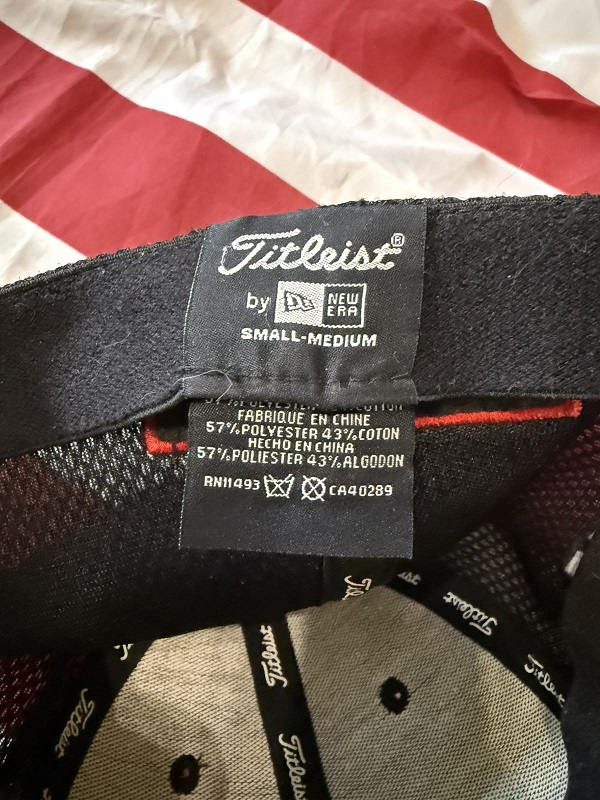 Titleist®
by NEW ERA
SMALL-MEDIUM
FABRIQUE EN CHINE
57%POLYESTER 43%COTON
HECHO EN CHINA
57%POLIESTER 43%ALGODON
RN11493 CA40289
Titleist
Titleist
Titleist
Titleist
Titleist